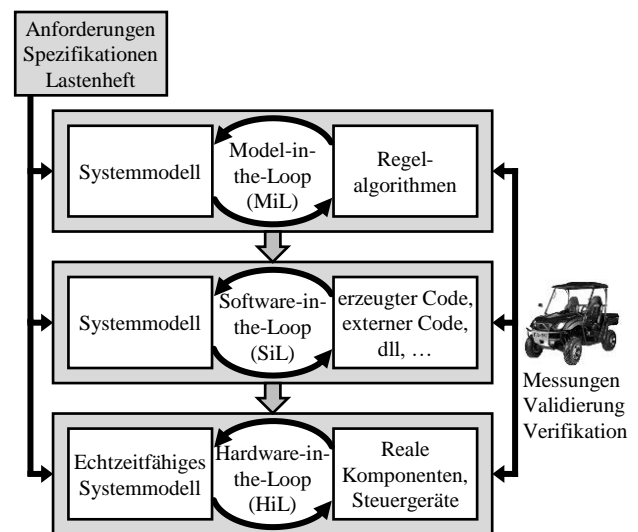 Anforderungen
Spezifikationen
Lastenheft
Systemmodell
Model-in-
the-Loop
(MiL)
Regel-
algorithmen
Systemmodell
Software-in-
the-Loop
(SiL)
erzeugter Code,
externer Code,
dll, …
Messungen
Validierung
Verifikation
Echtzeitfähiges
Systemmodell
Hardware-in-
the-Loop
(HiL)
Reale
Komponenten,
Steuergeräte